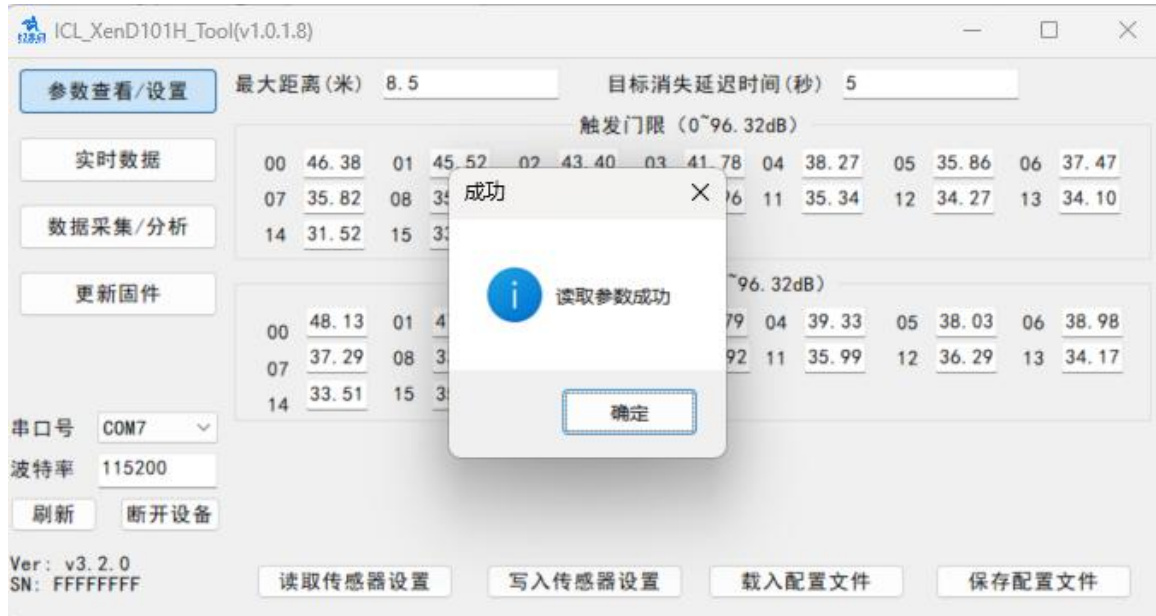 ICL_XenD101H_Tool(v1.0.1.8)
参数查看/设置 最大距离(米) 8.5 目标消失延迟时间(秒) 5
触发门限 (0~96.32dB)
实时数据
00 46.38 01 45.52 02 43.40 03 41.78 04 38.27 05 35.86 06 37.47
07 35.82 08 11 35.34 12 34.27 13 34.10
14 31.52 15
成功
读取参数成功
确定
数据采集/分析
更新固件
~96.32dB)
00 48.13 01 04 39.33 05 38.03 06 38.98
07 37.29 08 11 35.99 12 36.29 13 34.17
14 33.51 15
串口号 COM7
波特率 115200
刷新 断开设备
Ver: v3.2.0
SN: FFFFFFFF
读取传感器设置 写入传感器设置 载入配置文件 保存配置文件